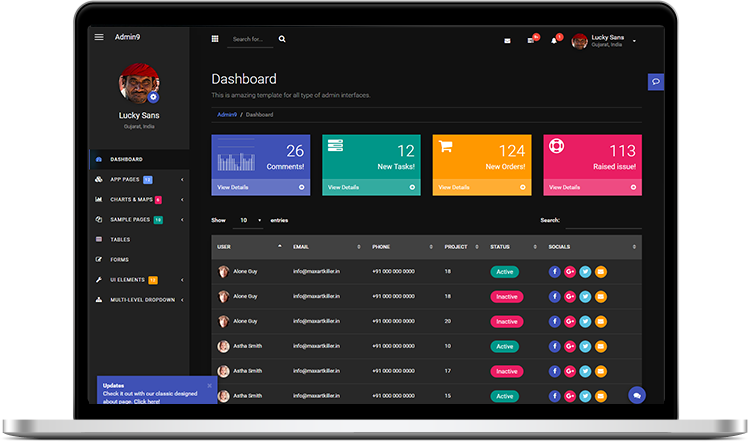 Admin9
Search for...
9+
Lucky Sans
Gujarat, India
Lucky Sans
Gujarat, India
Dashboard
This is amazing template for all type of admin interfaces.
Admin9 / Dashboard
DASHBOARD
APP PAGES
CHARTS & MAPS
SAMPLE PAGES
TABLES
FORMS
UI ELEMENTS
MULTI-LEVEL DROPDOWN
26
Comments!
View Details
12
New Tasks!
View Details
124
New Orders!
View Details
113
Raised issue!
View Details
Show 10 entries
Search:
USER EMAIL PHONE PROJECT STATUS SOCIALS
Alone Guy info@maxartkiller.in +91 000 000 0000 18 Active
Alone Guy info@maxartkiller.in +91 000 000 0000 18 Inactive
Alone Guy info@maxartkiller.in +91 000 000 0000 20 Inactive
Astha Smith info@maxartkiller.in +91 000 000 0000 10 Active
Astha Smith info@maxartkiller.in +91 000 000 0000 17 Inactive
Astha Smith info@maxartkiller.in +91 000 000 0000 15 Active
Updates
Check it out with our classic designed
about page. Click here!